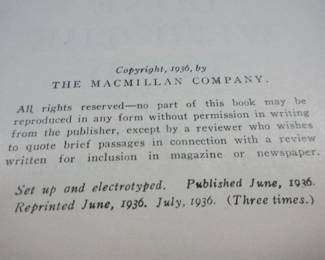 Copyright, 1936, by
THE MACMILLAN COMPANY.
All rights reserved—no part of this book may be
reproduced in any form without permission in writing
from the publisher, except by a reviewer who wishes
to quote brief passages in connection with a review
written for inclusion in magazine or newspaper.
Set up and electrotyped. Published June, 1936.
Reprinted June, 1936. July, 1936. (Three times.)